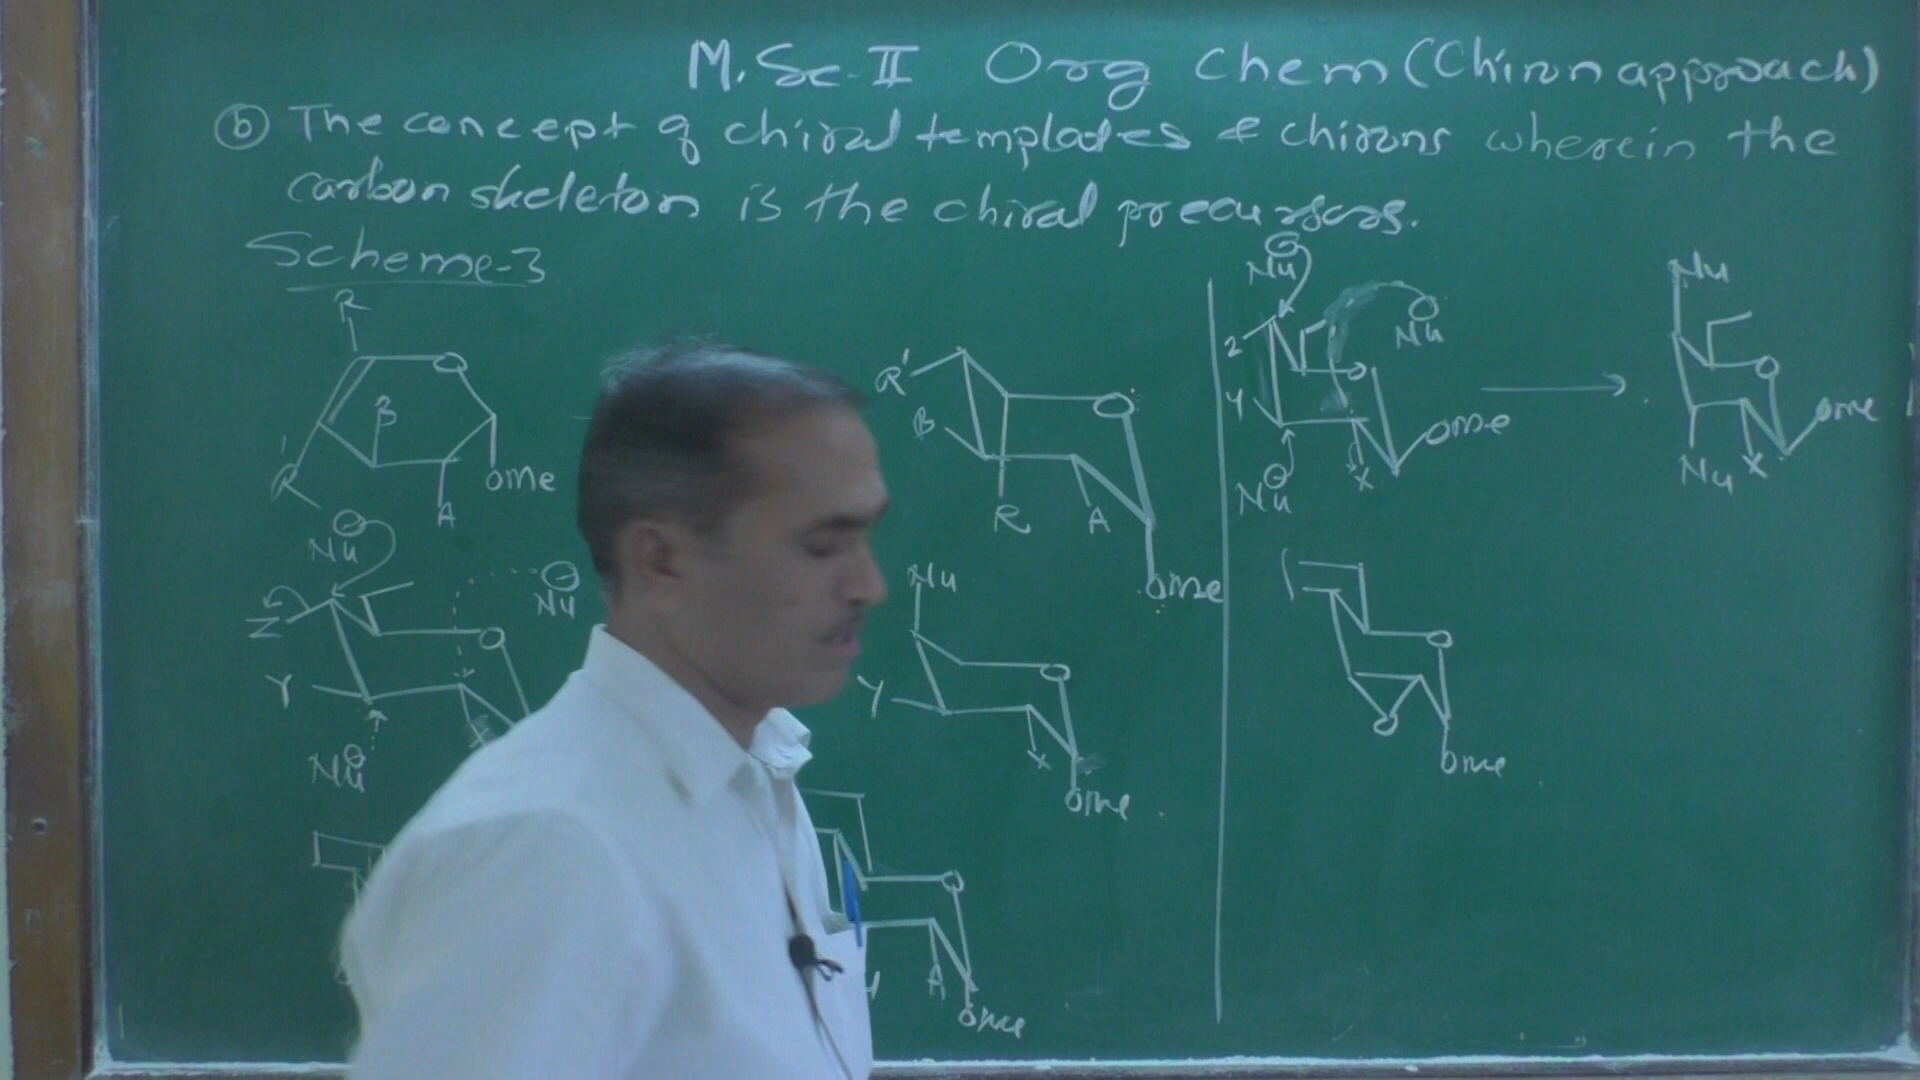 M.Sc-II Org Chem (Chiron approach)
(b) The concept of chiral templates & chirons wherein the
carbon skeleton is the chiral precursors.
Scheme-3
R
O
β
R'
OMe
A
R'
B
O
R
A
OMe
Nu
Nu
Z
Y
O
Nu
Nu
Y
O
X
OMe
O
A
OMe
Nu
Nu
2
4
O
OMe
X
Nu
Nu
O
OMe
Nu
X
O
O
OMe